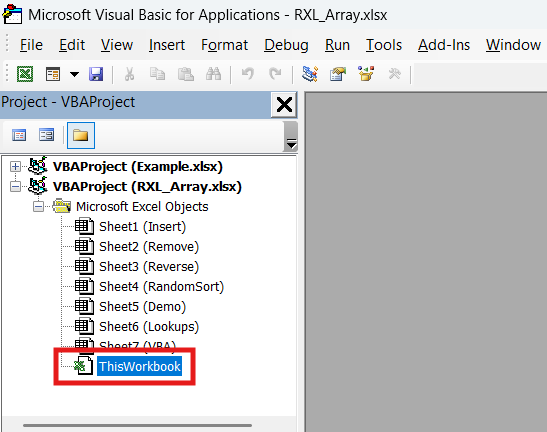 Microsoft Visual Basic for Applications - RXL_Array.xlsx
File Edit View Insert Format Debug Run Tools Add-Ins Window
Project - VBAProject
VBAProject (Example.xlsx)
VBAProject (RXL_Array.xlsx)
Microsoft Excel Objects
Sheet1 (Insert)
Sheet2 (Remove)
Sheet3 (Reverse)
Sheet4 (RandomSort)
Sheet5 (Demo)
Sheet6 (Lookups)
Sheet7 (VBA)
ThisWorkbook